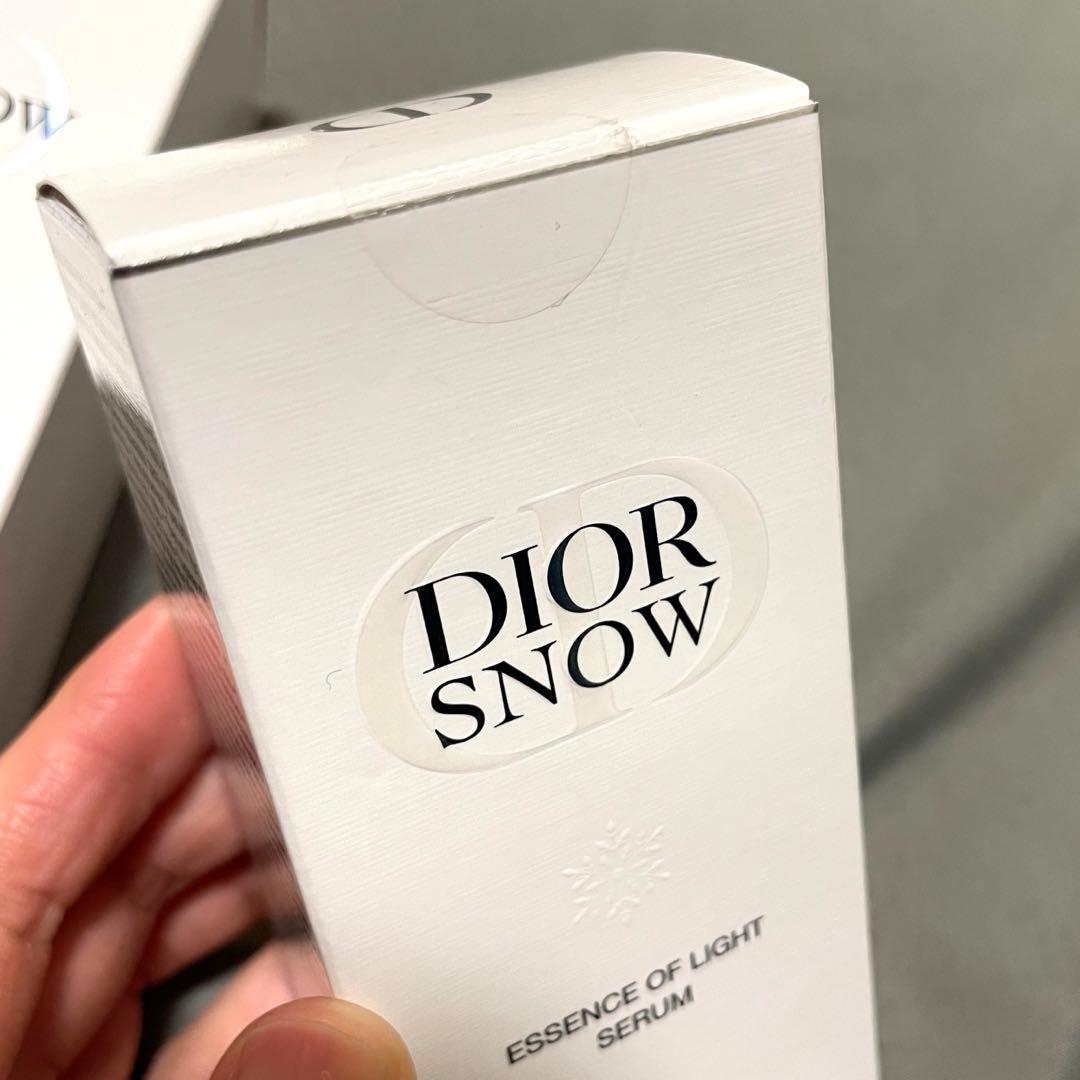 DIOR
SNOW
ESSENCE OF LIGHT
SERUM